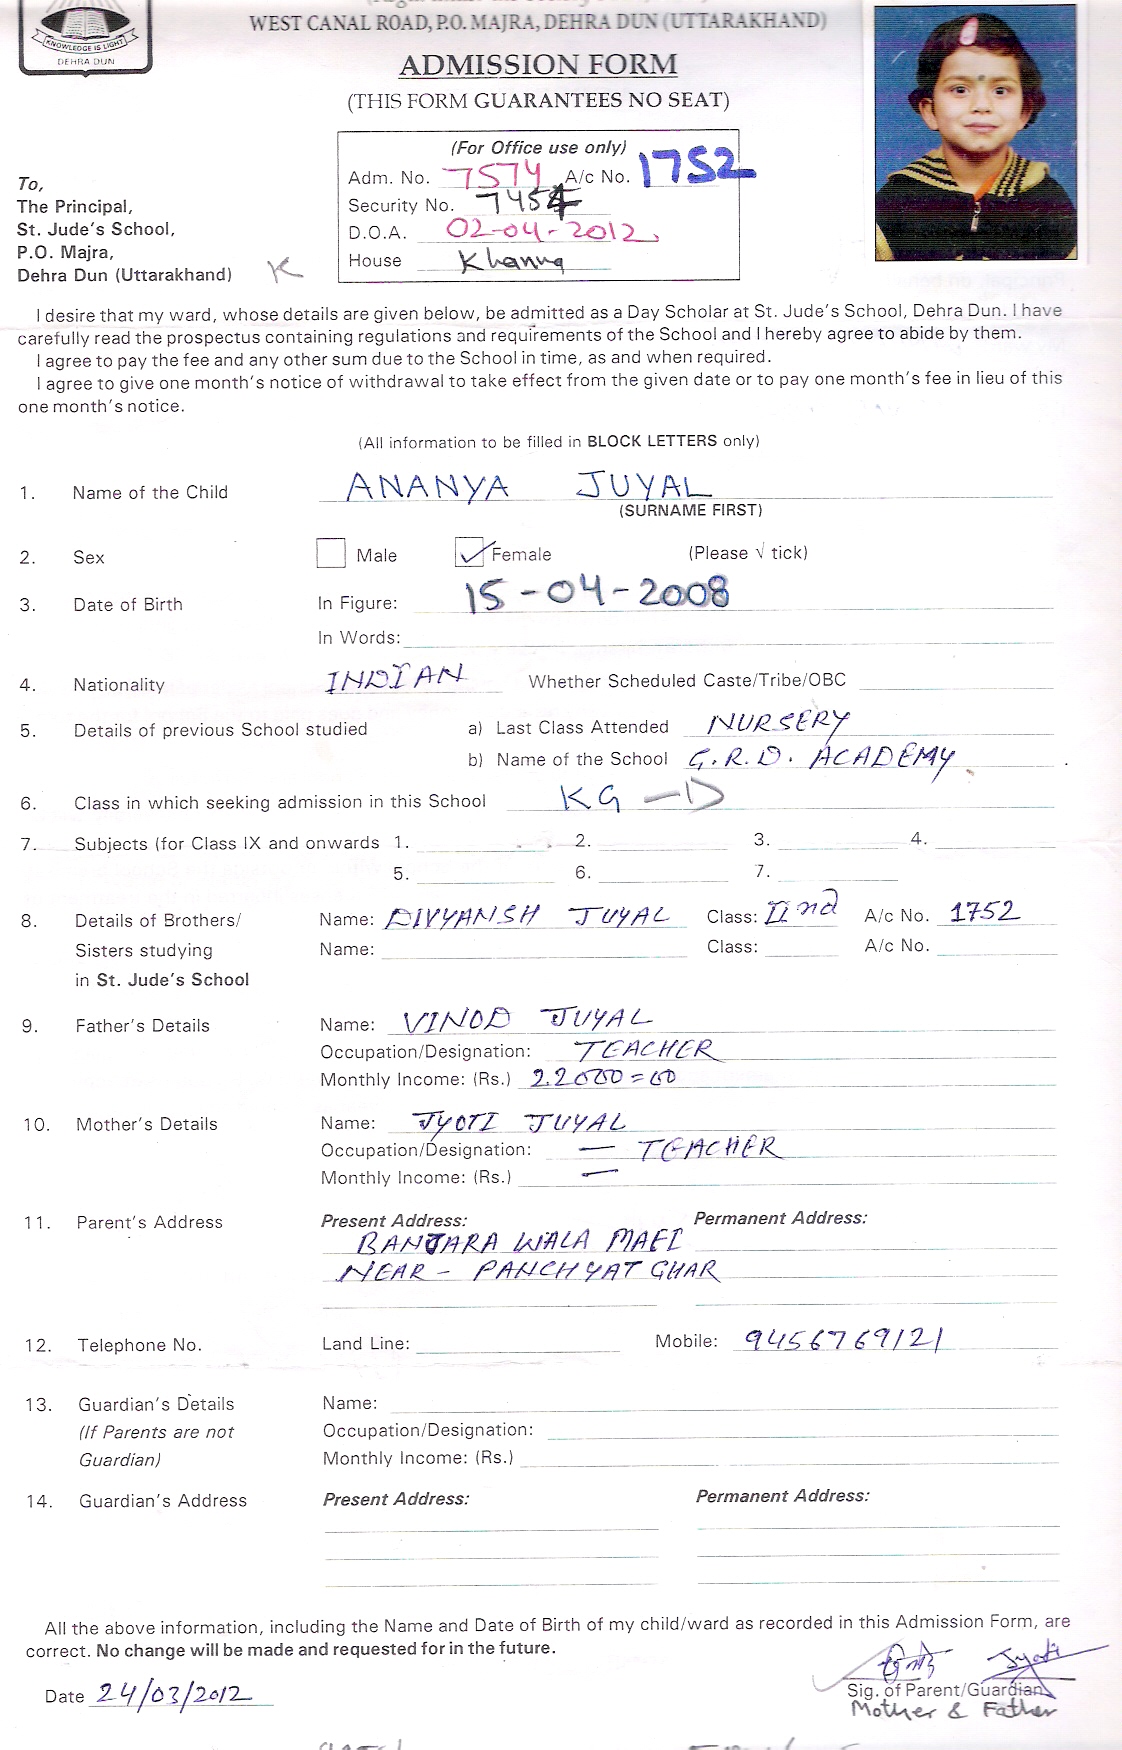 WEST CANAL ROAD, P.O. MAJRA, DEHRA DUN (UTTARAKHAND)
KNOWLEDGE IS LIGHT
DEHRA DUN
ADMISSION FORM
(THIS FORM GUARANTEES NO SEAT)
(For Office use only)
Adm. No. 7574 A/c No. 1752
Security No. 7454
D.O.A. 02-04-2012
House Khanna
To,
The Principal,
St. Jude's School,
P.O. Majra,
Dehra Dun (Uttarakhand) K
I desire that my ward, whose details are given below, be admitted as a Day Scholar at St. Jude's School, Dehra Dun. I have
carefully read the prospectus containing regulations and requirements of the School and I hereby agree to abide by them.
I agree to pay the fee and any other sum due to the School in time, as and when required.
I agree to give one month's notice of withdrawal to take effect from the given date or to pay one month's fee in lieu of this
one month's notice.
(All information to be filled in BLOCK LETTERS only)
1. Name of the Child ANANYA JUYAL
(SURNAME FIRST)
2. Sex Male Female (Please √ tick)
3. Date of Birth In Figure: 15-04-2008
In Words:
4. Nationality INDIAN Whether Scheduled Caste/Tribe/OBC
5. Details of previous School studied a) Last Class Attended NURSERY
b) Name of the School G.R.D. ACADEMY
6. Class in which seeking admission in this School KG - D
7. Subjects (for Class IX and onwards 1. 2. 3. 4.
5. 6. 7.
8. Details of Brothers/ Name: DIVYANSH JUYAL Class: IInd A/c No. 1752
Sisters studying Name: Class: A/c No.
in St. Jude's School
9. Father's Details Name: VINOD JUYAL
Occupation/Designation: TEACHER
Monthly Income: (Rs.) 22000=00
10. Mother's Details Name: JYOTI JUYAL
Occupation/Designation: — TEACHER
Monthly Income: (Rs.) —
11. Parent's Address Present Address: Permanent Address:
BANJARA WALA MAFI
NEAR - PANCHYAT GHAR
12. Telephone No. Land Line: Mobile: 9456769121
13. Guardian's Details Name:
(If Parents are not Occupation/Designation:
Guardian) Monthly Income: (Rs.)
14. Guardian's Address Present Address: Permanent Address:
All the above information, including the Name and Date of Birth of my child/ward as recorded in this Admission Form, are
correct. No change will be made and requested for in the future.
Jyoti
Date 24/03/2012 Sig. of Parent/Guardian
Mother & Father